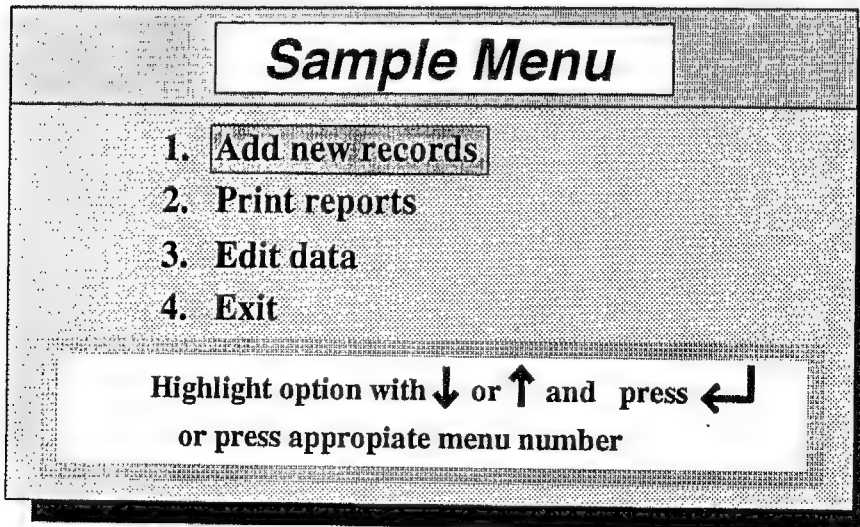 Sample Menu
1. Add new records
2. Print reports
3. Edit data
4. Exit
Highlight option with ↓ or ↑ and press ↵
or press appropiate menu number